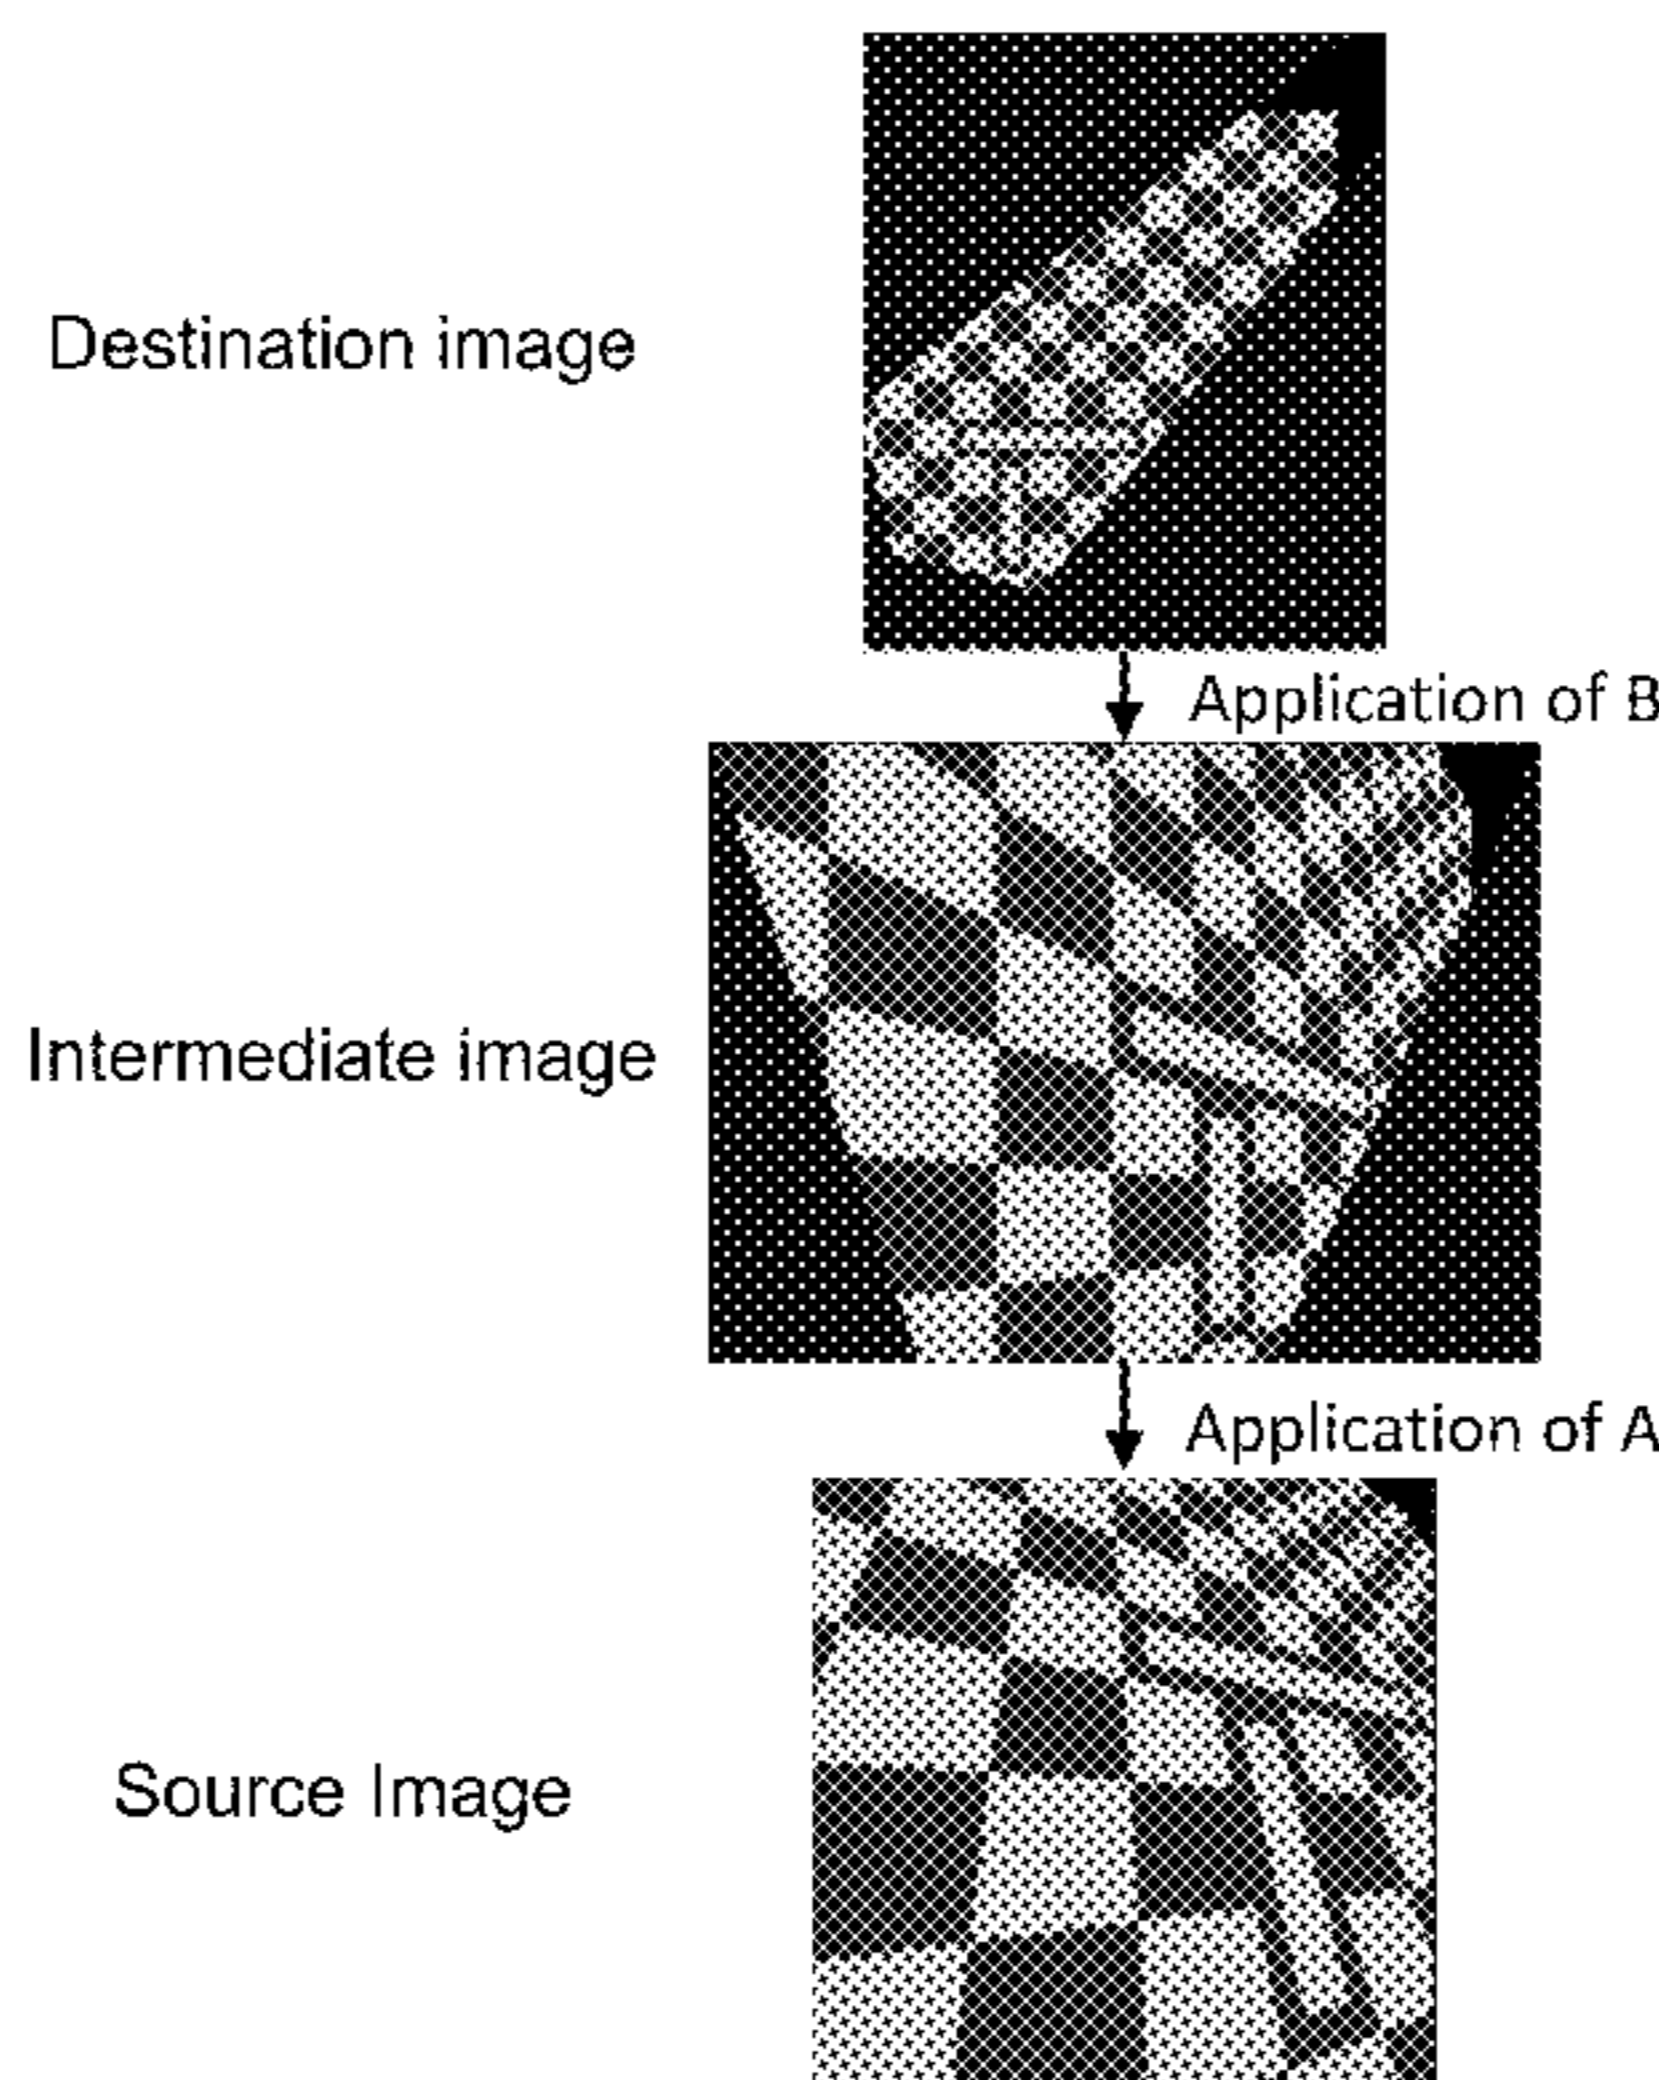 Destination image
Application of B
Intermediate image
Application of A
Source Image